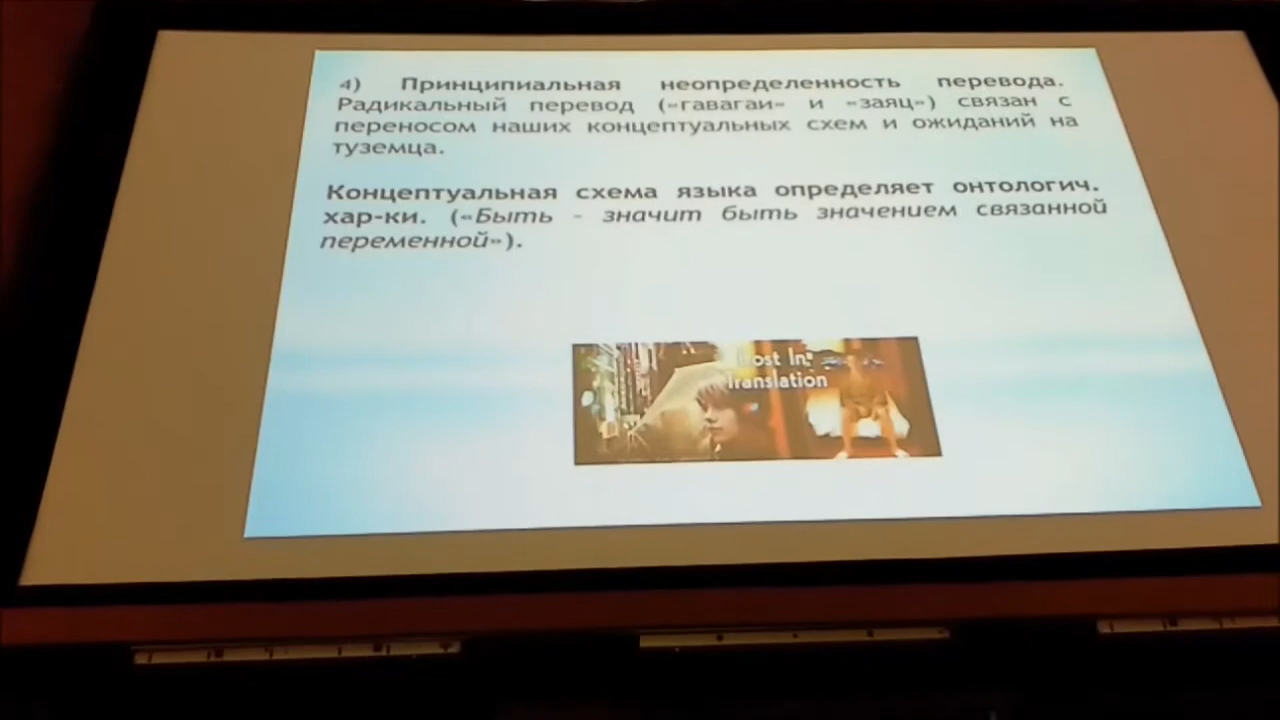 4) Принципиальная неопределенность перевода.
Радикальный перевод («гавагаи» и «заяц») связан с
переносом наших концептуальных схем и ожиданий на
туземца.
Концептуальная схема языка определяет онтологич.
хар-ки. («Быть - значит быть значением связанной
переменной»).
Lost In
Translation